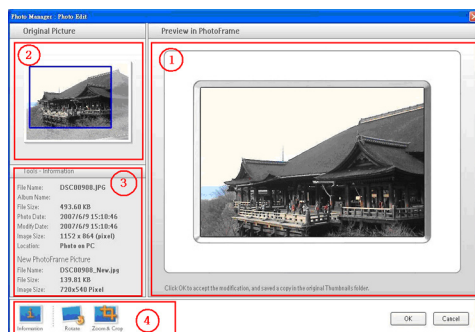 Photo Manager : Photo Edit
Original Picture
Preview in PhotoFrame
2
1
Tools - Information
3
File Name: DSC00908.JPG
Album Name:
File Size: 493.60 KB
Photo Date: 2007/6/9 15:10:46
Modify Date: 2007/6/9 15:10:46
Image Size: 1152 x 864 (pixel)
Location: Photo on PC
New PhotoFrame Picture
File Name: DSC00908_New.jpg
File Size: 139.81 KB
Image Size: 720x540 Pixel
Click OK to accept the modification, and saved a copy in the original Thumbnails folder.
Information
Rotate
Zoom & Crop
4
OK
Cancel